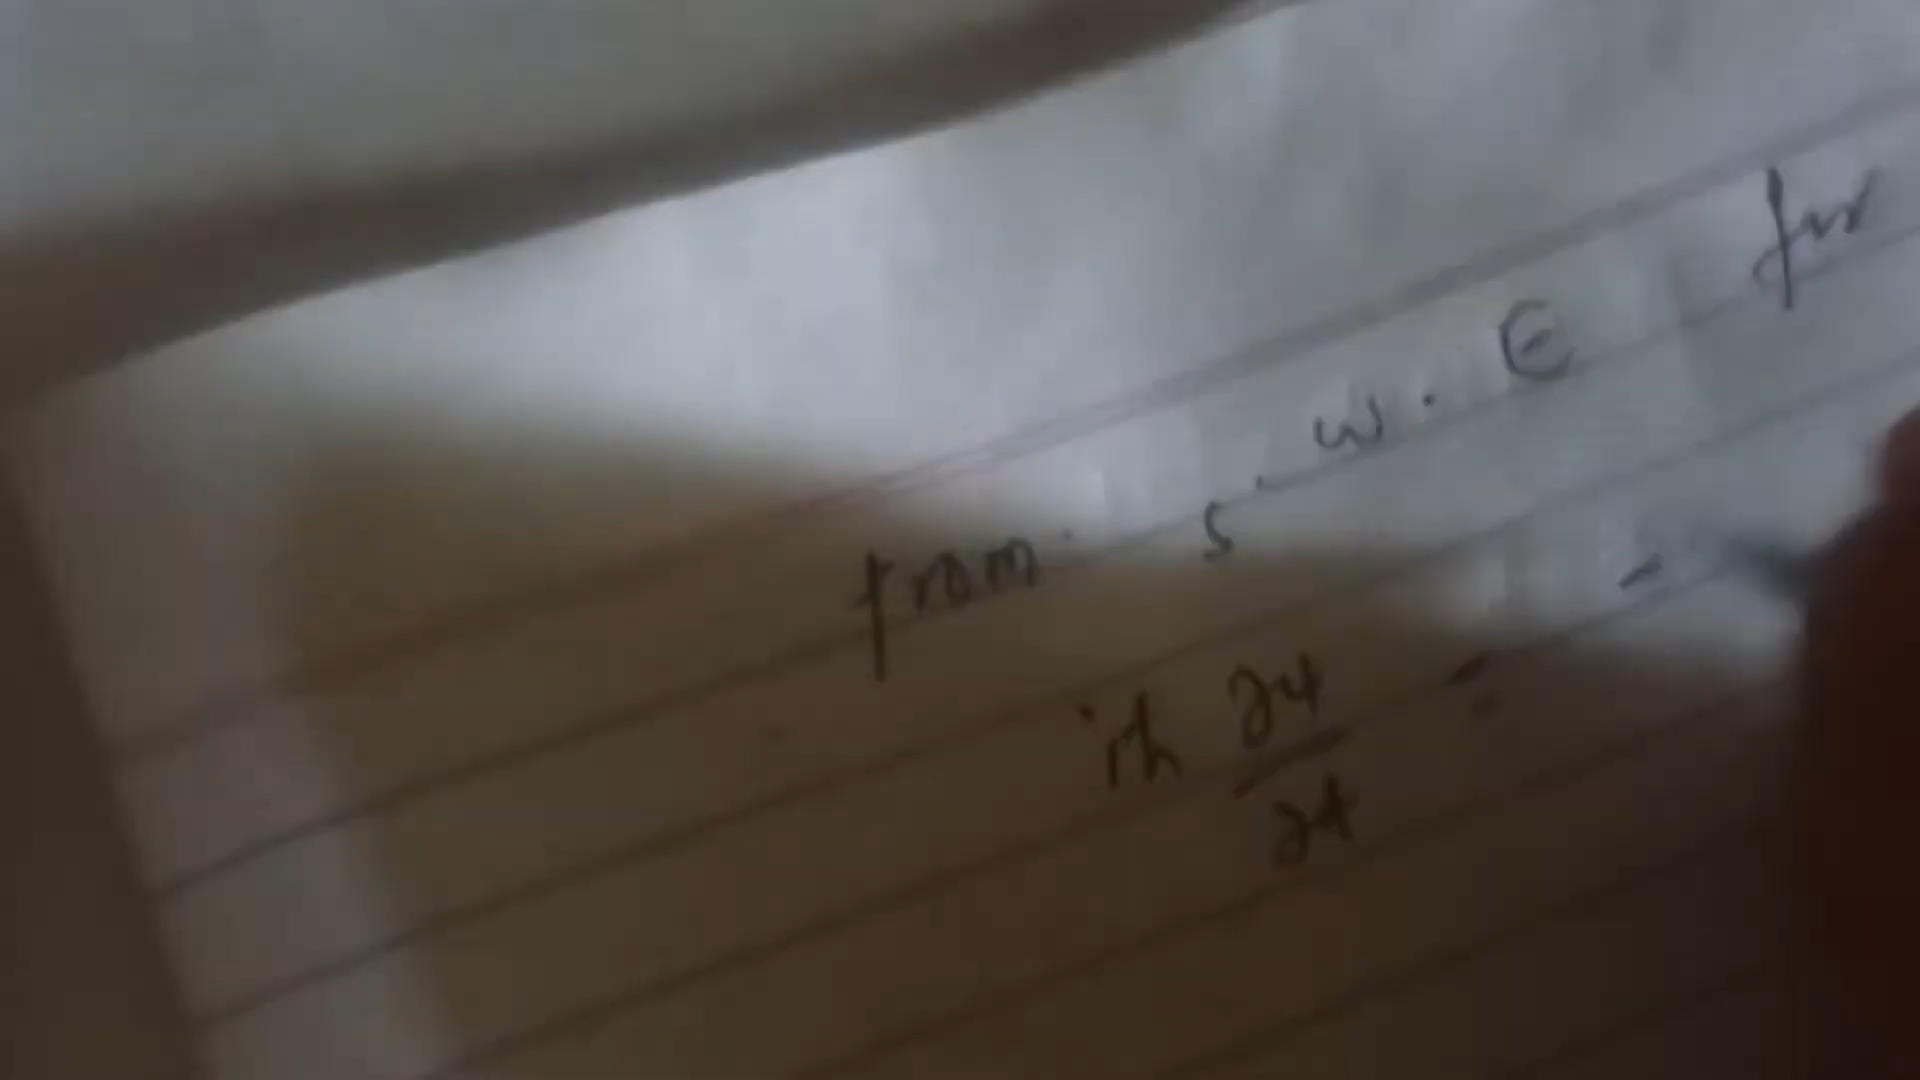 from S.W.E for
iħ ∂ψ/∂t = -